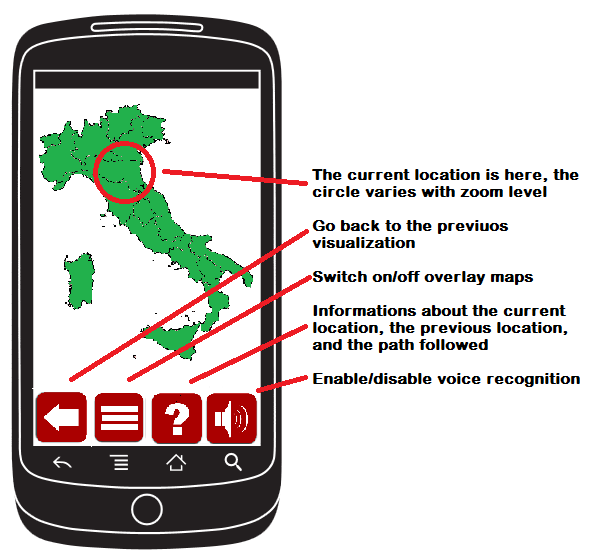 The current location is here, the
circle varies with zoom level
Go back to the previuos
visualization
Switch on/off overlay maps
Informations about the current
location, the previous location,
and the path followed
Enable/disable voice recognition
?